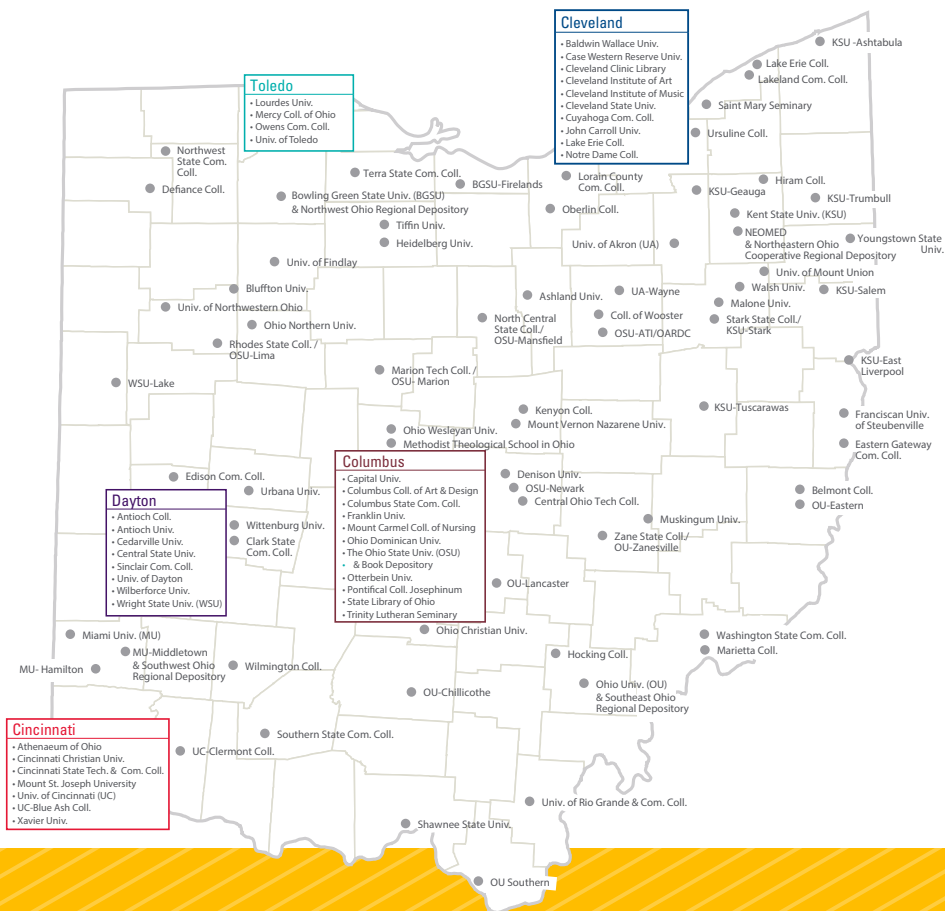 Cleveland
• Baldwin Wallace Univ.
• Case Western Reserve Univ.
• Cleveland Clinic Library
• Cleveland Institute of Art
• Cleveland Institute of Music
• Cleveland State Univ.
• Cuyahoga Com. Coll.
• John Carroll Univ.
• Lake Erie Coll.
• Notre Dame Coll.
KSU -Ashtabula
Lake Erie Coll.
Lakeland Com. Coll.
Saint Mary Seminary
Ursuline Coll.
Toledo
• Lourdes Univ.
• Mercy Coll. of Ohio
• Owens Com. Coll.
• Univ. of Toledo
Northwest
State Com.
Coll.
Defiance Coll.
Terra State Com. Coll.
Bowling Green State Univ. (BGSU)
& Northwest Ohio Regional Depository
BGSU-Firelands
Lorain County
Com. Coll.
Oberlin Coll.
KSU-Geauga
Hiram Coll.
KSU-Trumbull
Kent State Univ. (KSU)
Tiffin Univ.
Heidelberg Univ.
Univ. of Akron (UA)
NEOMED
& Northeastern Ohio
Cooperative Regional Depository
Youngstown State
Univ.
Univ. of Findlay
Univ. of Mount Union
Bluffton Univ.
Ashland Univ.
UA-Wayne
Walsh Univ.
KSU-Salem
Malone Univ.
Univ. of Northwestern Ohio
Ohio Northern Univ.
North Central
State Coll./
OSU-Mansfield
Coll. of Wooster
OSU-ATI/OARDC
Stark State Coll./
KSU-Stark
Rhodes State Coll. /
OSU-Lima
WSU-Lake
Marion Tech Coll. /
OSU- Marion
KSU-East
Liverpool
Kenyon Coll.
Mount Vernon Nazarene Univ.
KSU-Tuscarawas
Franciscan Univ.
of Steubenville
Eastern Gateway
Com. Coll.
Ohio Wesleyan Univ.
Methodist Theological School in Ohio
Columbus
• Capital Univ.
• Columbus Coll. of Art & Design
• Columbus State Com. Coll.
• Franklin Univ.
• Mount Carmel Coll. of Nursing
• Ohio Dominican Univ.
• The Ohio State Univ. (OSU)
• & Book Depository
• Otterbein Univ.
• Pontifical Coll. Josephinum
• State Library of Ohio
• Trinity Lutheran Seminary
Edison Com. Coll.
Urbana Univ.
Dayton
• Antioch Coll.
• Antioch Univ.
• Cedarville Univ.
• Central State Univ.
• Sinclair Com. Coll.
• Univ. of Dayton
• Wilberforce Univ.
• Wright State Univ. (WSU)
Wittenburg Univ.
Clark State
Com. Coll.
Denison Univ.
OSU-Newark
Central Ohio Tech Coll.
Belmont Coll.
OU-Eastern
Muskingum Univ.
Zane State Coll./
OU-Zanesville
OU-Lancaster
Ohio Christian Univ.
Miami Univ. (MU)
MU-Middletown
& Southwest Ohio
Regional Depository
MU- Hamilton
Wilmington Coll.
Hocking Coll.
Washington State Com. Coll.
Marietta Coll.
OU-Chillicothe
Ohio Univ. (OU)
& Southeast Ohio
Regional Depository
Cincinnati
• Athenaeum of Ohio
• Cincinnati Christian Univ.
• Cincinnati State Tech. & Com. Coll.
• Mount St. Joseph University
• Univ. of Cincinnati (UC)
• UC-Blue Ash Coll.
• Xavier Univ.
Southern State Com. Coll.
UC-Clermont Coll.
Univ. of Rio Grande & Com. Coll.
Shawnee State Univ.
OU Southern